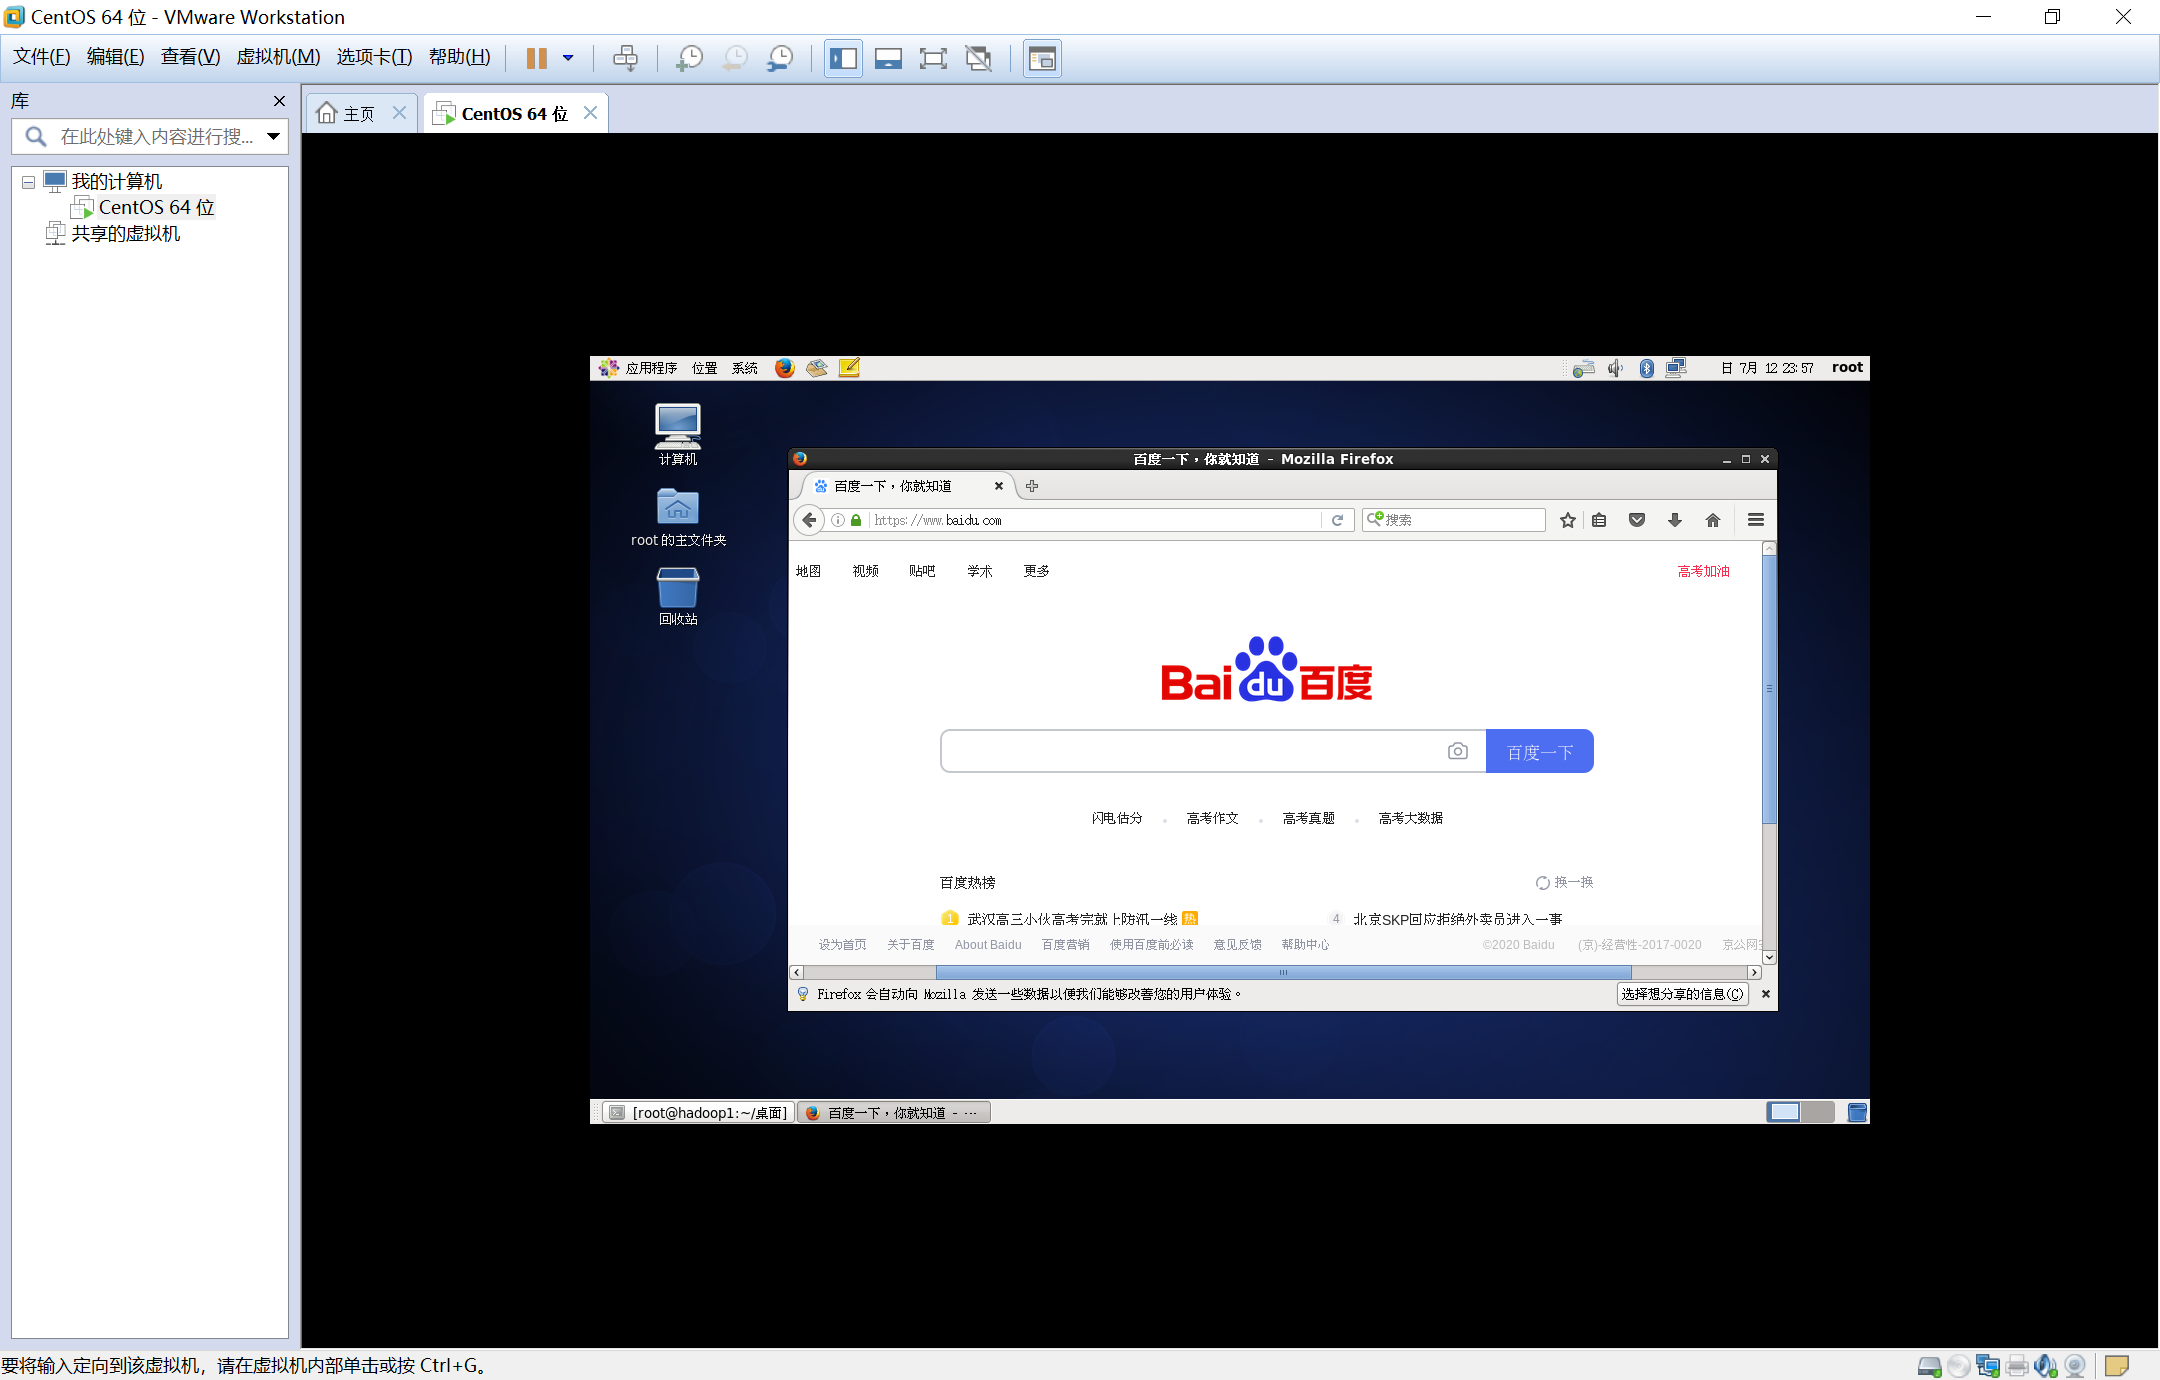 CentOS 64 位 - VMware Workstation
文件(F) 编辑(E) 查看(V) 虚拟机(M) 选项卡(T) 帮助(H)
库
主页
CentOS 64 位
在此处键入内容进行搜...
我的计算机
CentOS 64 位
共享的虚拟机
应用程序 位置 系统
日 7月 12 23:57 root
计算机
root 的主文件夹
回收站
百度一下，你就知道 - Mozilla Firefox
百度一下，你就知道
https://www.baidu.com
搜索
地图 视频 贴吧 学术 更多
高考加油
Bai du 百度
百度一下
闪电估分 高考作文 高考真题 高考大数据
百度热榜
换一换
1 武汉高三小伙高考完就上防汛一线 热
4 北京SKP回应拒绝外卖员进入一事
设为首页 关于百度 About Baidu 百度营销 使用百度前必读 意见反馈 帮助中心 ©2020 Baidu (京)-经营性-2017-0020 京公网
Firefox 会自动向 Mozilla 发送一些数据以便我们能够改善您的用户体验。
选择想分享的信息(C)
[root@hadoop1:~/桌面]
百度一下，你就知道 - ...
要将输入定向到该虚拟机，请在虚拟机内部单击或按 Ctrl+G。